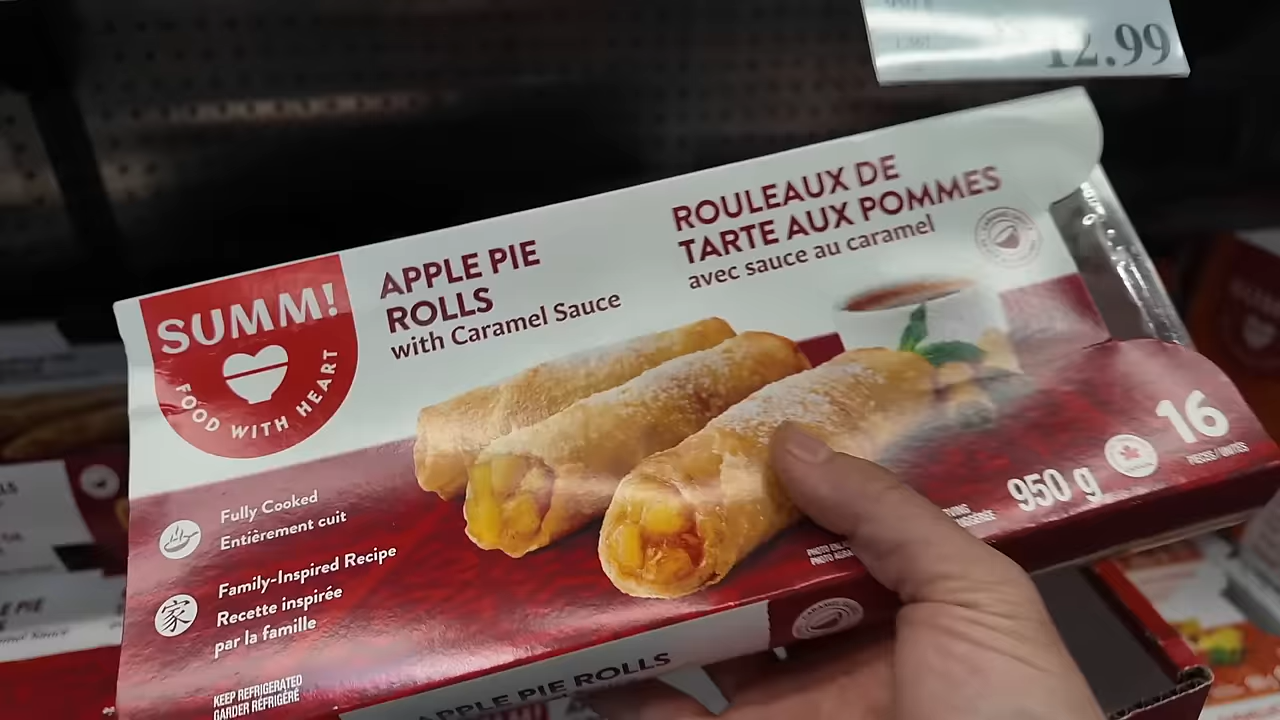 12.99
SUMM!
FOOD WITH HEART
APPLE PIE
ROLLS
with Caramel Sauce
ROULEAUX DE
TARTE AUX POMMES
avec sauce au caramel
Fully Cooked
Entièrement cuit
家
Family-Inspired Recipe
Recette inspirée
par la famille
KEEP REFRIGERATED
GARDER RÉFRIGÉRÉ
950 g
16
PIECES/UNITÉS
APPLE PIE ROLLS